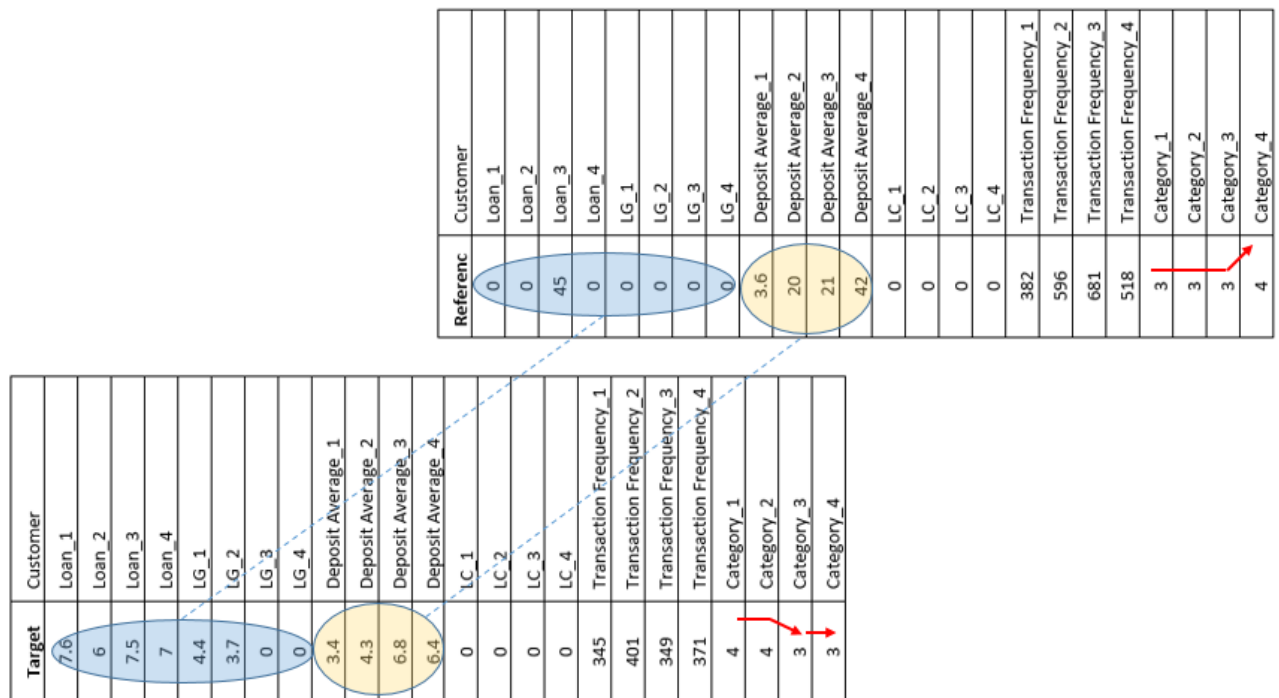 Target Customer
7.6 Loan_1
6 Loan_2
7.5 Loan_3
7 Loan_4
4.4 LG_1
3.7 LG_2
0 LG_3
0 LG_4
3.4 Deposit Average_1
4.3 Deposit Average_2
6.8 Deposit Average_3
6.4 Deposit Average_4
0 LC_1
0 LC_2
0 LC_3
0 LC_4
345 Transaction Frequency_1
401 Transaction Frequency_2
349 Transaction Frequency_3
371 Transaction Frequency_4
4 Category_1
4 Category_2
3 Category_3
3 Category_4
Referenc Customer
0 Loan_1
0 Loan_2
45 Loan_3
0 Loan_4
0 LG_1
0 LG_2
0 LG_3
0 LG_4
3.6 Deposit Average_1
20 Deposit Average_2
21 Deposit Average_3
42 Deposit Average_4
0 LC_1
0 LC_2
0 LC_3
0 LC_4
382 Transaction Frequency_1
596 Transaction Frequency_2
681 Transaction Frequency_3
518 Transaction Frequency_4
3 Category_1
3 Category_2
3 Category_3
4 Category_4